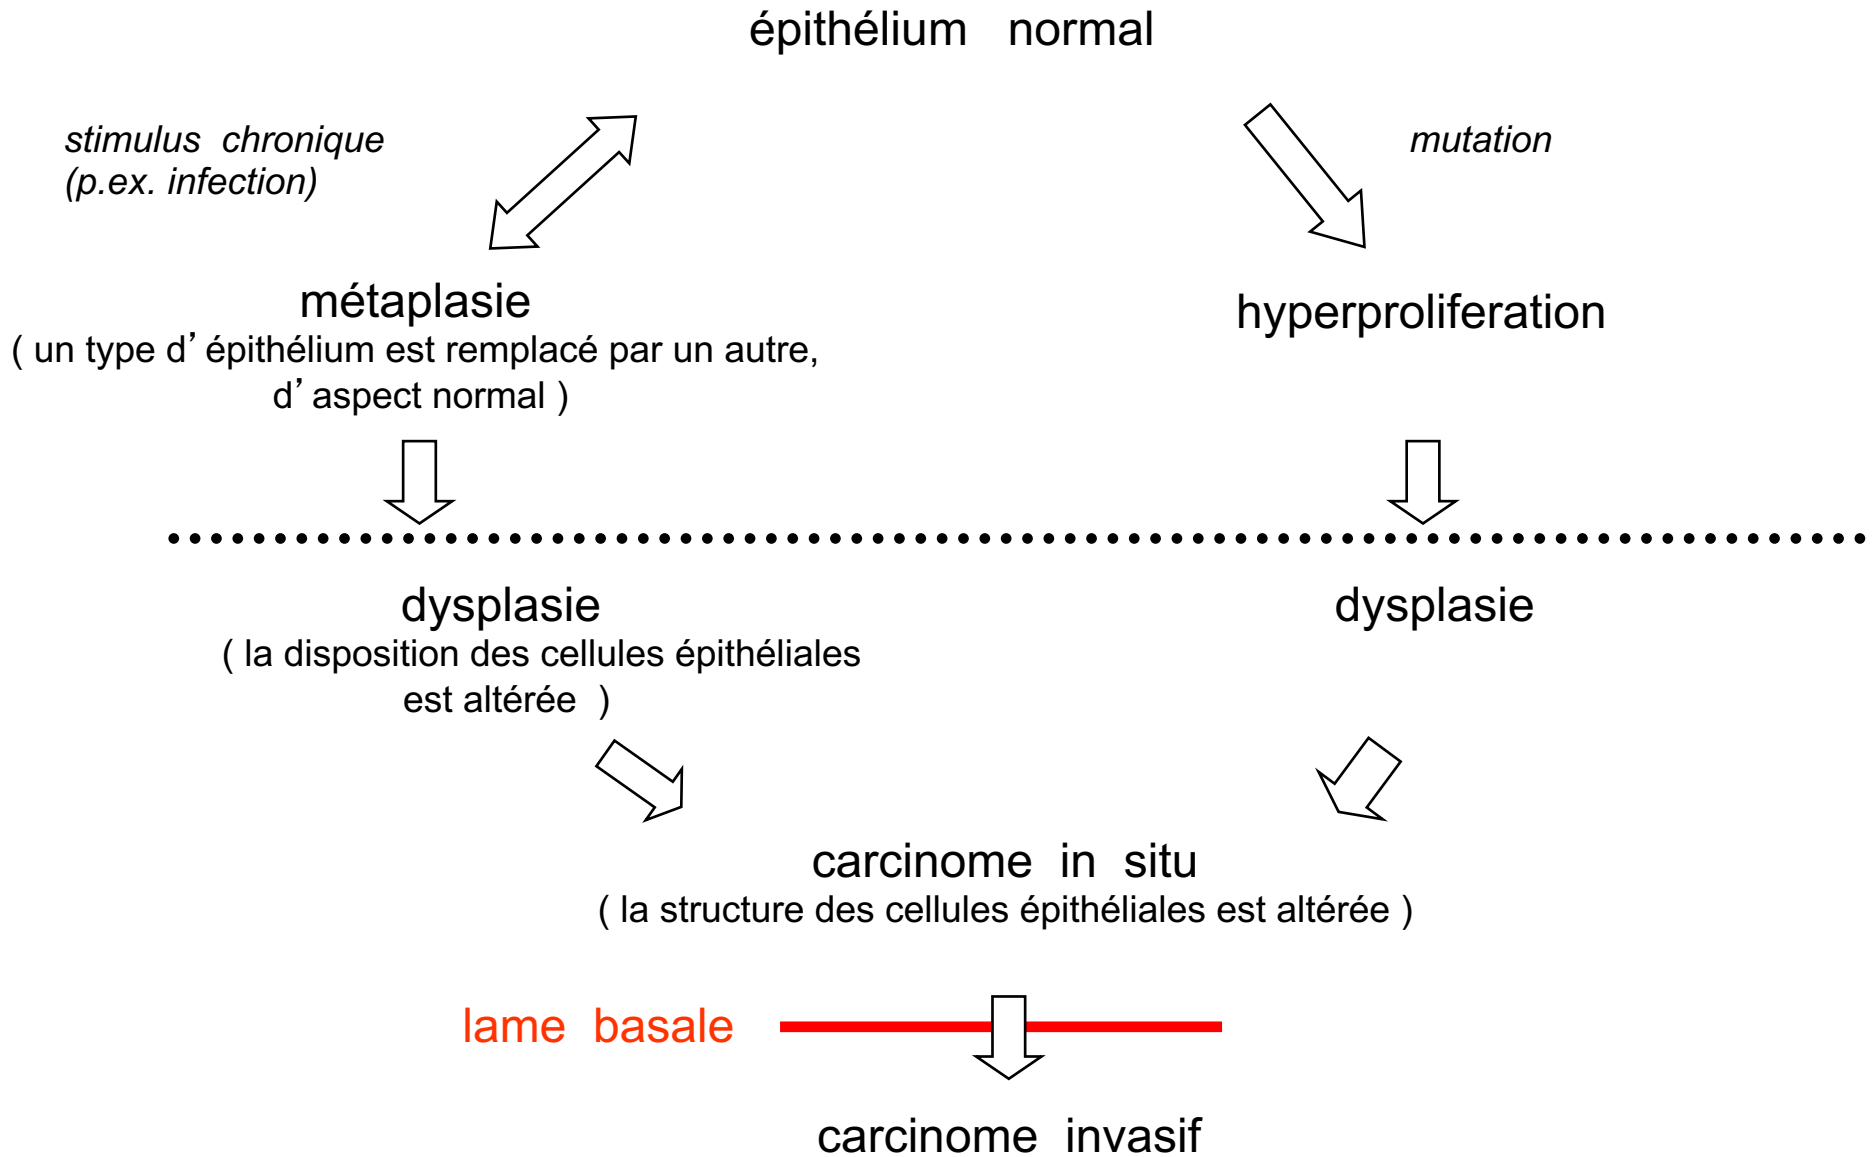 épithélium normal
stimulus chronique
(p.ex. infection)
mutation
métaplasie
( un type d’épithélium est remplacé par un autre,
d’aspect normal )
hyperproliferation
dysplasie
( la disposition des cellules épithéliales
est altérée )
dysplasie
carcinome in situ
( la structure des cellules épithéliales est altérée )
lame basale
carcinome invasif